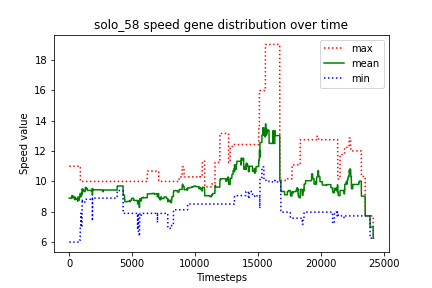 solo_58 speed gene distribution over time
Speed value
18
16
14
12
10
8
6
max
mean
min
0
5000
10000
15000
20000
25000
Timesteps